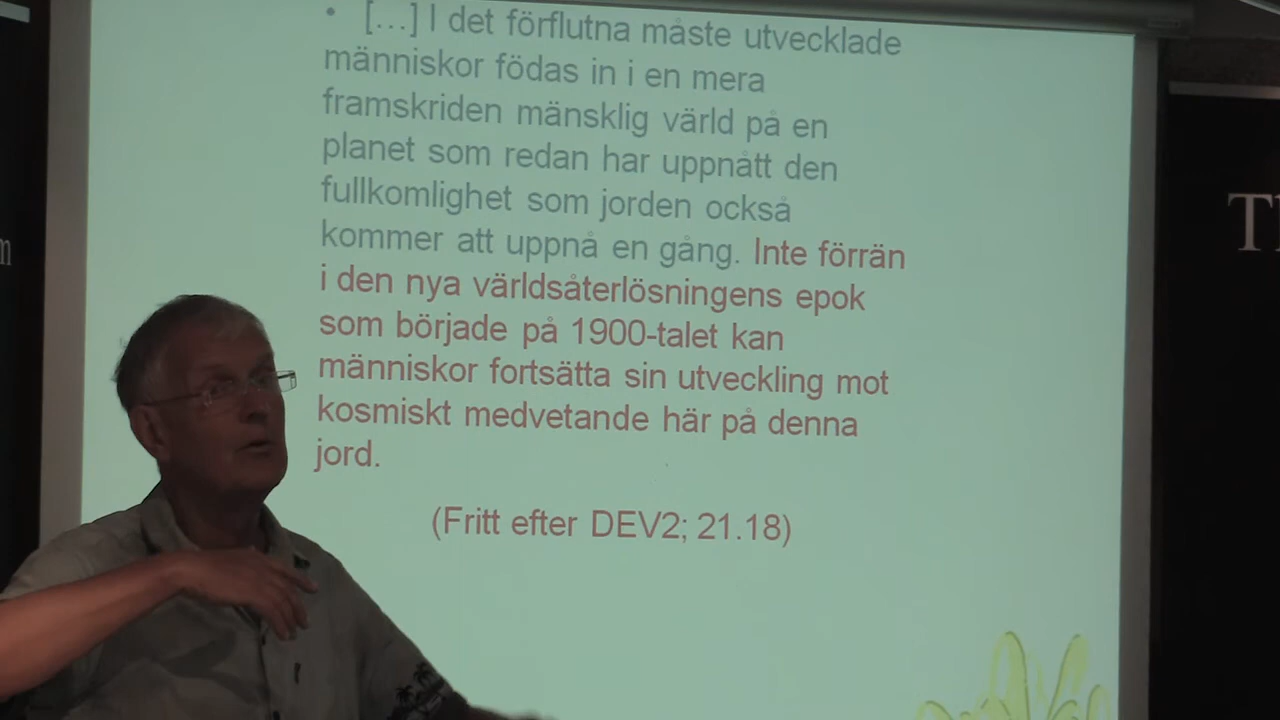 • [...] I det förflutna måste utvecklade
människor födas in i en mera
framskriden mänsklig värld på en
planet som redan har uppnått den
fullkomlighet som jorden också
kommer att uppnå en gång. Inte förrän
i den nya världsåterlösningens epok
som började på 1900-talet kan
människor fortsätta sin utveckling mot
kosmiskt medvetande här på denna
jord.
(Fritt efter DEV2; 21.18)